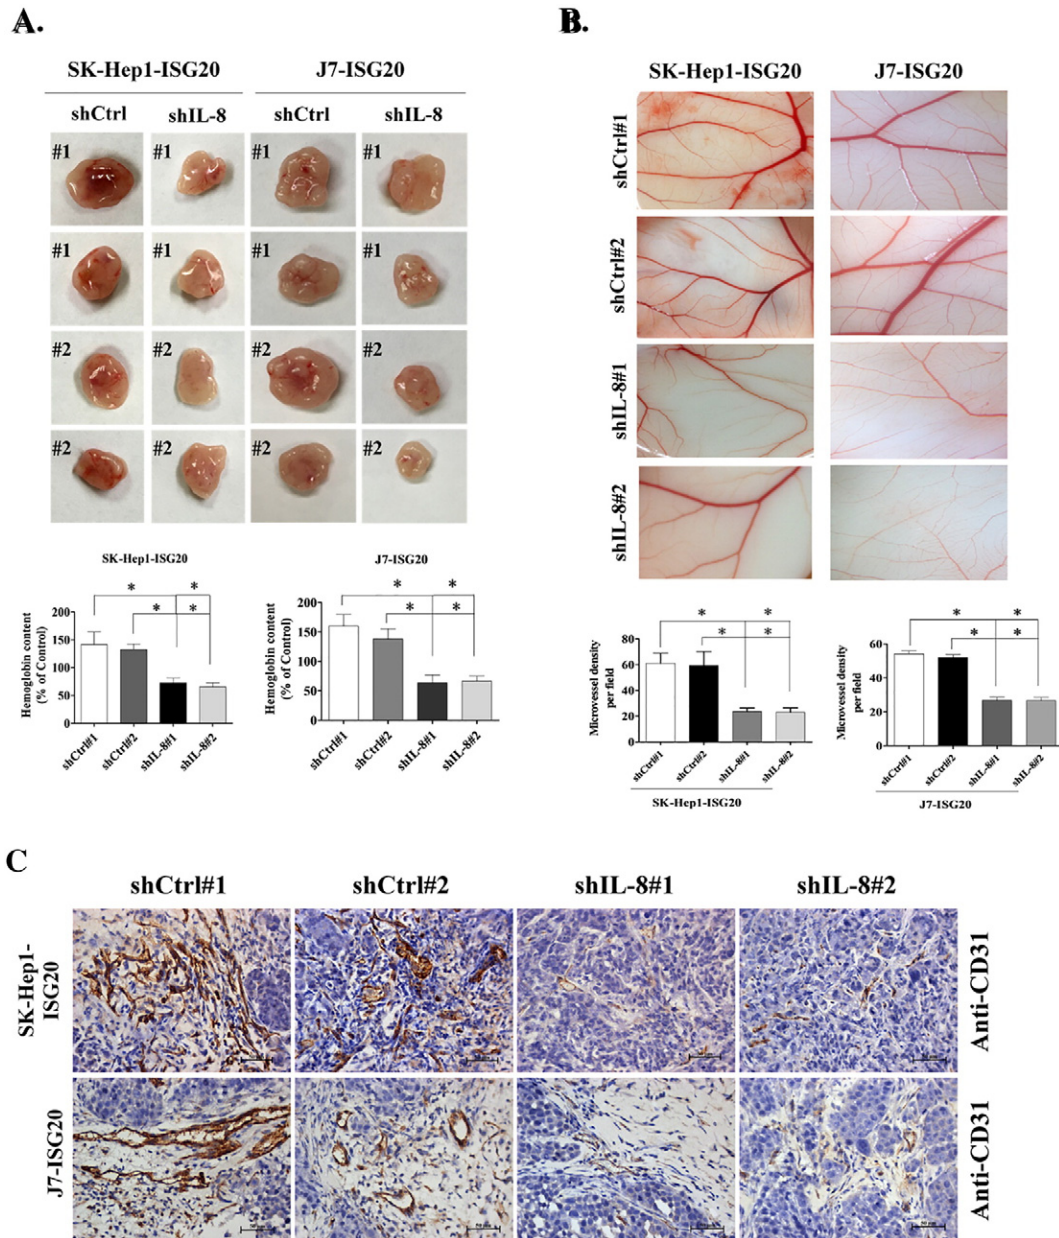 A.
SK-Hep1-ISG20 J7-ISG20
shCtrl shIL-8 shCtrl shIL-8
#1 #1 #1 #1
#1 #1 #1 #1
#2 #2 #2 #2
#2 #2 #2 #2
SK-Hep1-ISG20
Hemoglobin content
(% of Control)
200
150
100
50
0
* *
* *
shCtrl#1 shCtrl#2 shIL-8#1 shIL-8#2
J7-ISG20
Hemoglobin content
(% of Control)
200
150
100
50
0
* *
* *
shCtrl#1 shCtrl#2 shIL-8#1 shIL-8#2
B.
SK-Hep1-ISG20 J7-ISG20
shCtrl#1
shCtrl#2
shIL-8#1
shIL-8#2
Microvessel density
per field
80
60
40
20
0
* *
* *
shCtrl#1 shCtrl#2 shIL-8#1 shIL-8#2
SK-Hep1-ISG20
Microvessel density
per field
60
40
20
0
* *
* *
shCtrl#1 shCtrl#2 shIL-8#1 shIL-8#2
J7-ISG20
C
shCtrl#1 shCtrl#2 shIL-8#1 shIL-8#2
SK-Hep1-
ISG20
Anti-CD31
J7-ISG20
Anti-CD31